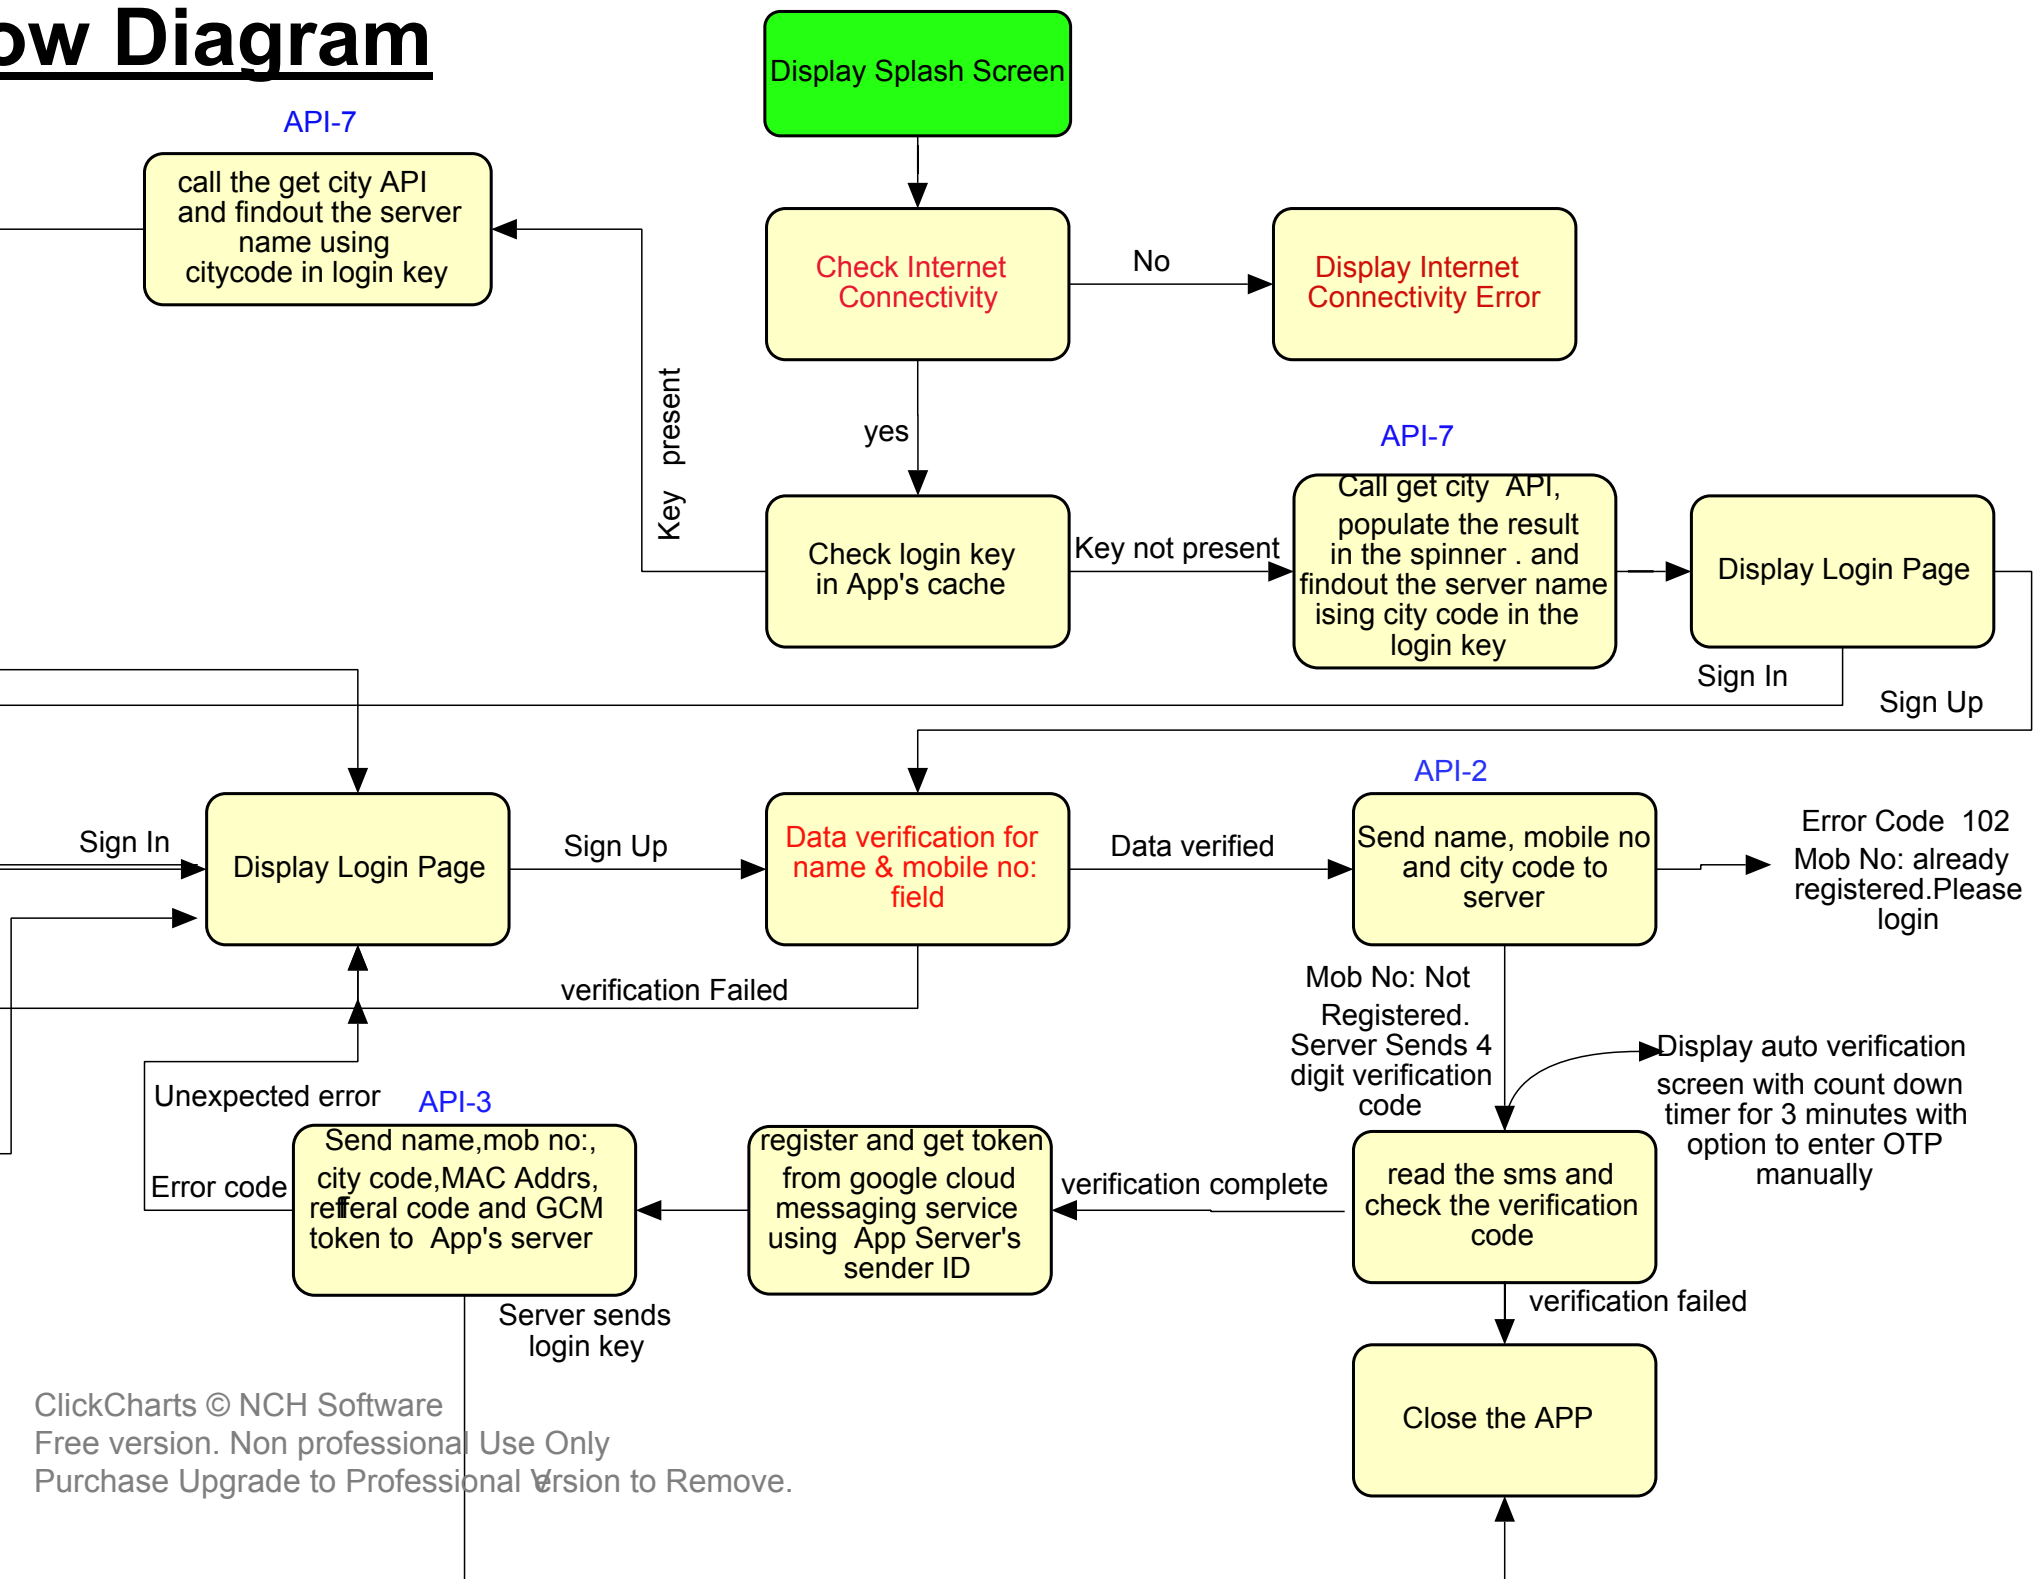 ow Diagram
Display Splash Screen
API-7
call the get city API
and findout the server
name using
citycode in login key
Check Internet
Connectivity
No
Display Internet
Connectivity Error
Key present
yes
API-7
Check login key
in App's cache
Key not present
Call get city API,
populate the result
in the spinner . and
findout the server name
ising city code in the
login key
Display Login Page
Sign In
Sign Up
API-2
Sign In
Display Login Page
Sign Up
Data verification for
name & mobile no:
field
Data verified
Send name, mobile no
and city code to
server
Error Code 102
Mob No: already
registered.Please
login
verification Failed
Mob No: Not
Registered.
Server Sends 4
digit verification
code
Display auto verification
screen with count down
timer for 3 minutes with
option to enter OTP
manually
Unexpected error
API-3
Error code
Send name,mob no:,
city code,MAC Addrs,
refferal code and GCM
token to App's server
register and get token
from google cloud
messaging service
using App Server's
sender ID
verification complete
read the sms and
check the verification
code
Server sends
login key
verification failed
Close the APP
ClickCharts © NCH Software
Free version. Non professional Use Only
Purchase Upgrade to Professional Version to Remove.